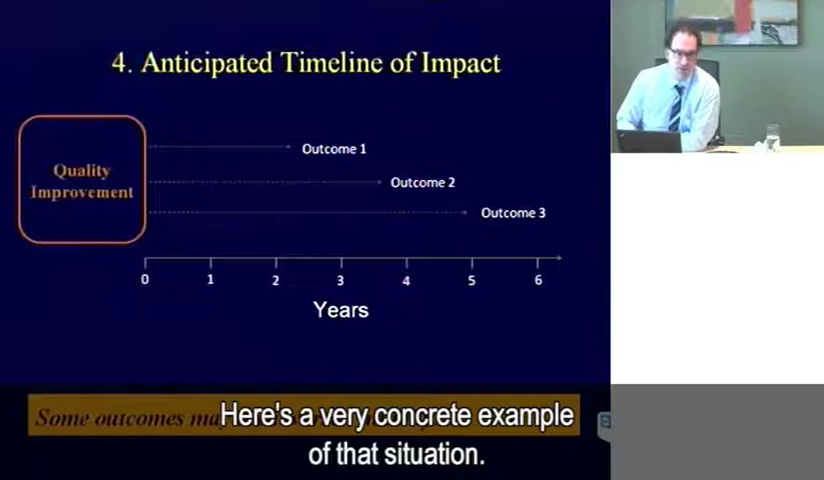 4. Anticipated Timeline of Impact
Quality
Improvement
Outcome 1
Outcome 2
Outcome 3
0 1 2 3 4 5 6
Years
Some outcomes
Here's a very concrete example
of that situation.